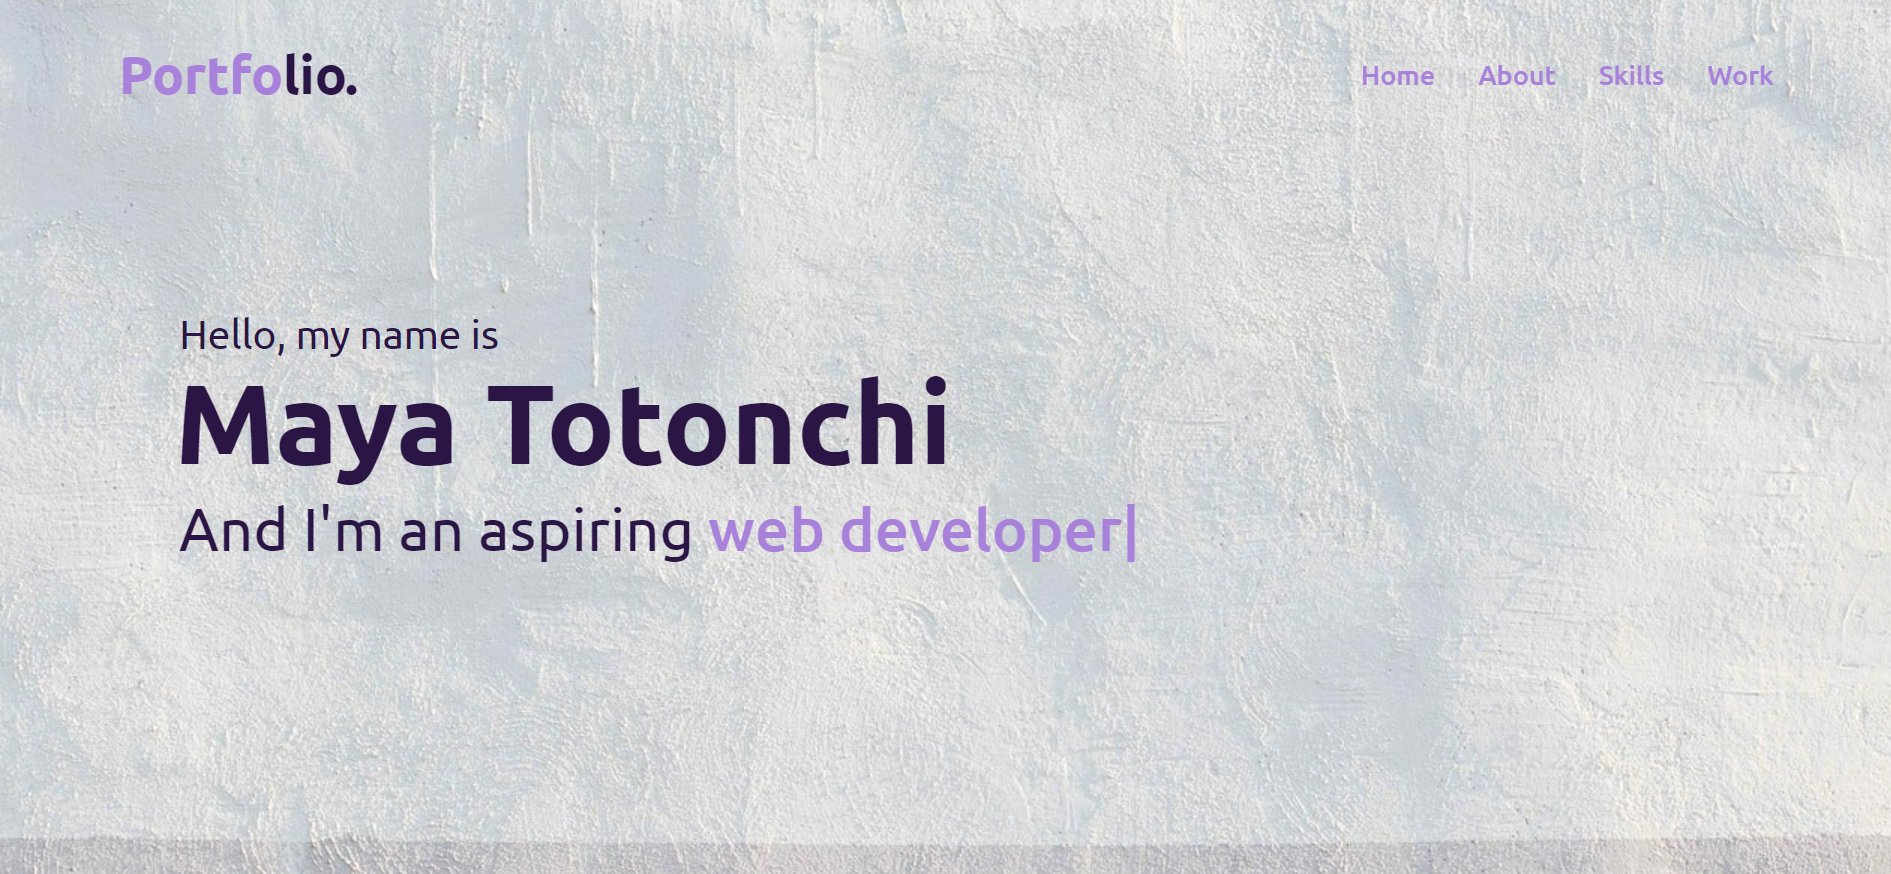 Portfolio.
Home About Skills Work
Hello, my name is
Maya Totonchi
And I'm an aspiring web developer|